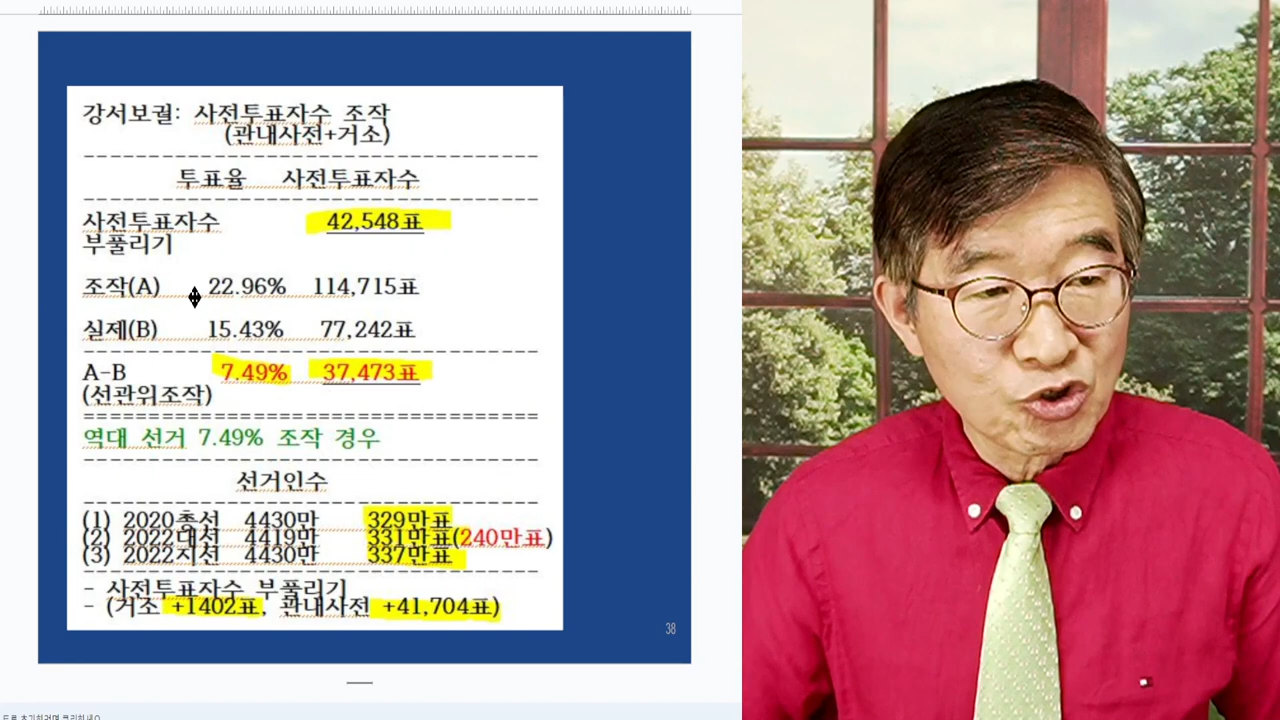 강서보궐: 사전투표자수 조작
(관내사전+거소)
투표율 사전투표자수
사전투표자수 42,548표
부풀리기
조작(A) 22.96% 114,715표
실제(B) 15.43% 77,242표
A-B 7.49% 37,473표
(선관위조작)
역대 선거 7.49% 조작 경우
선거인수
(1) 2020총선 4430만 329만표
(2) 2022대선 4419만 331만표(240만표)
(3) 2022지선 4430만 337만표
- 사전투표자수 부풀리기
- (거소 +1402표, 관내사전 +41,704표)
38